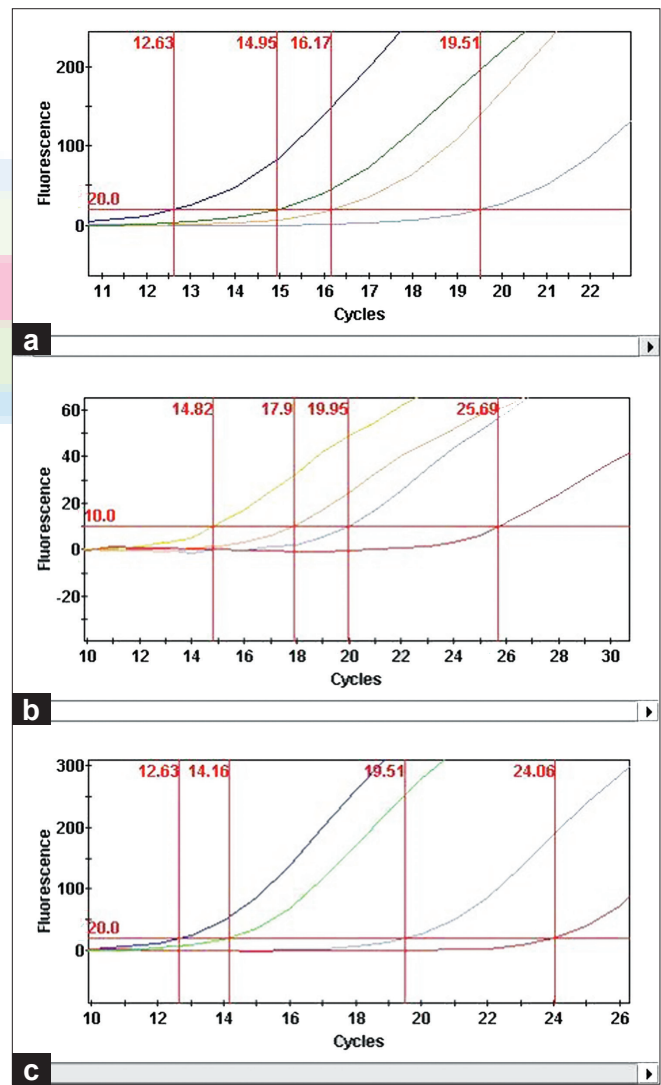 12.63 14.95 16.17 19.51
200
100
20.0
0
Fluorescence
11 12 13 14 15 16 17 18 19 20 21 22
Cycles
a
14.82 17.9 19.95 25.69
60
40
20
10.0
0
-20
Fluorescence
10 12 14 16 18 20 22 24 26 28 30
Cycles
b
12.63 14.16 19.51 24.06
300
200
100
20.0
0
Fluorescence
10 12 14 16 18 20 22 24 26
Cycles
c